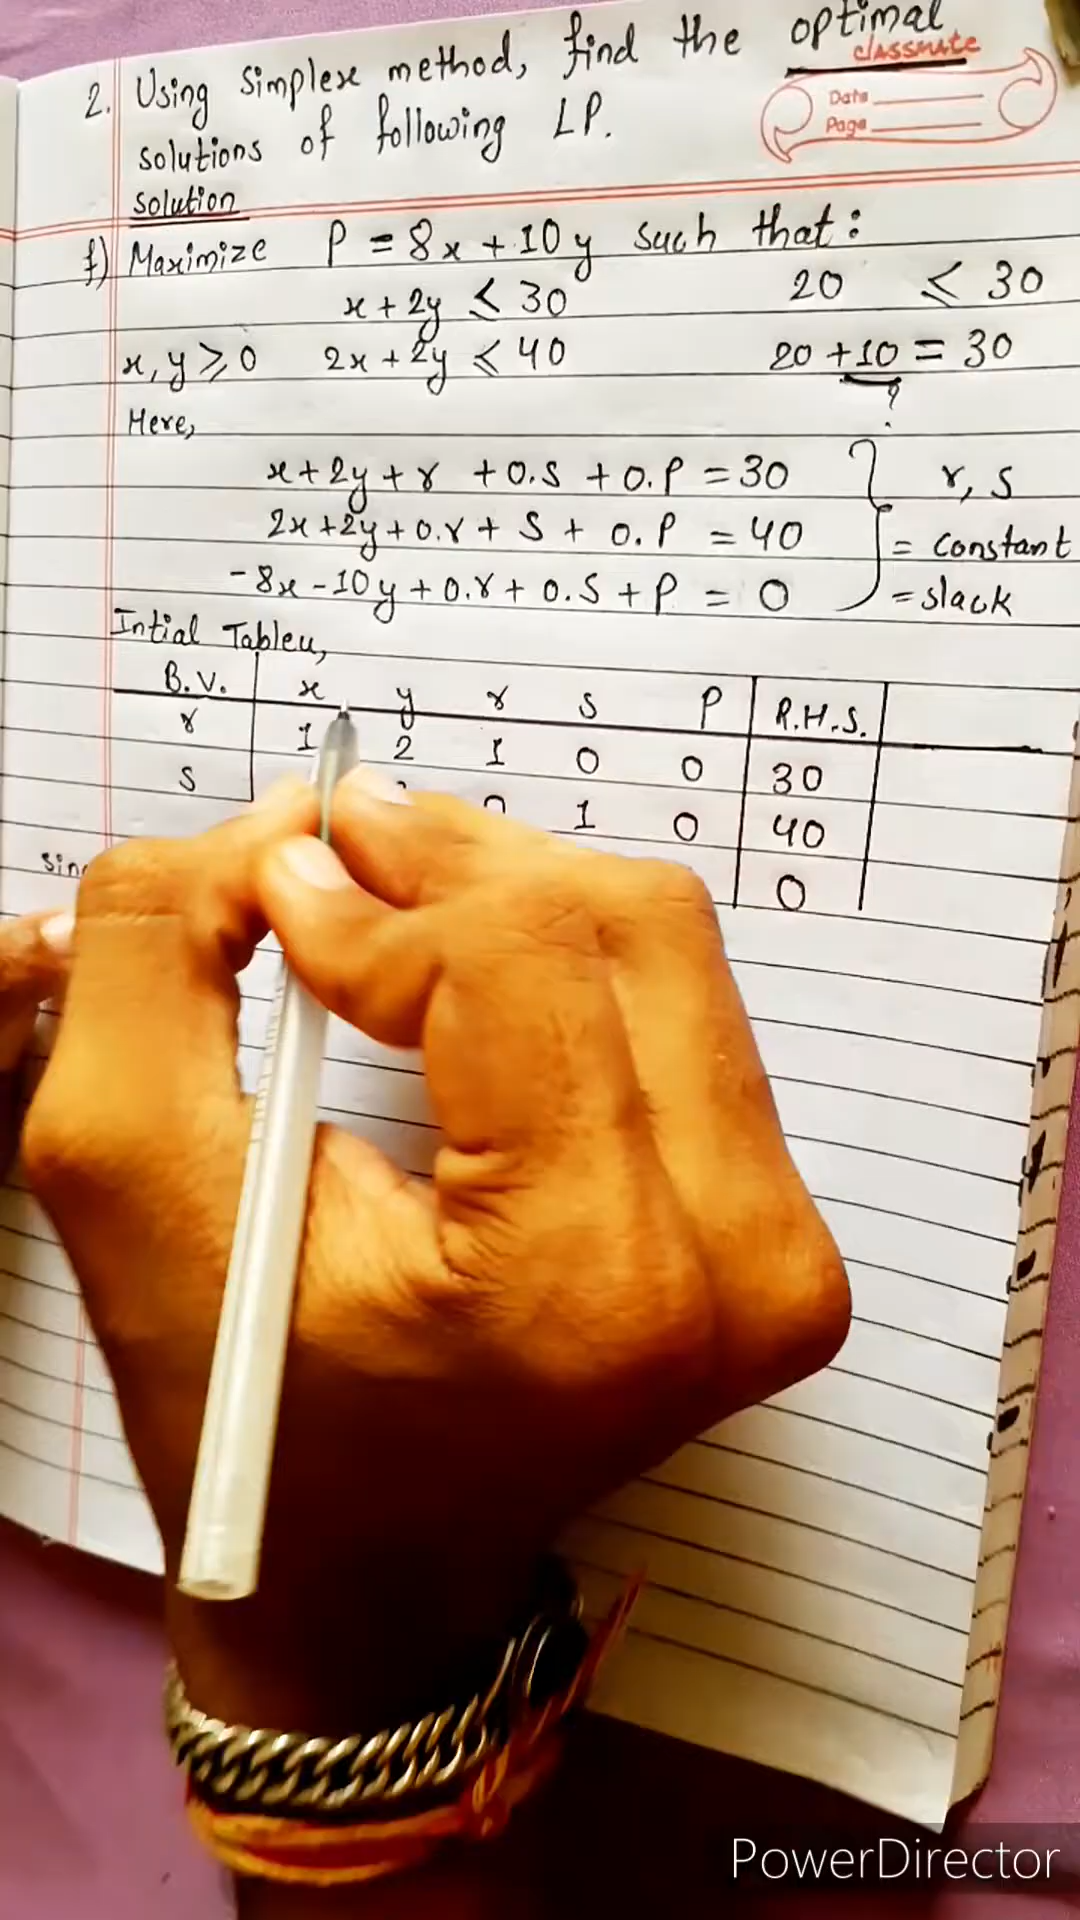 2. Using Simplex method, find the optimal
classmate
Date
Page
solutions of following LP.
solution
f) Maximize P = 8x + 10y such that:
x + 2y ≤ 30 20 ≤ 30
x, y ≥ 0 2x + 2y ≤ 40 20 + 10 = 30
?
Here,
x + 2y + r + 0.s + 0.P = 30 } r, s
2x + 2y + 0.r + s + 0.P = 40 = constant
-8x - 10y + 0.r + 0.s + P = 0 = slack
Intial Tableu,
B.V. x y r s P R.H.S.
r 1 2 1 0 0 30
s 1 0 40
0
PowerDirector